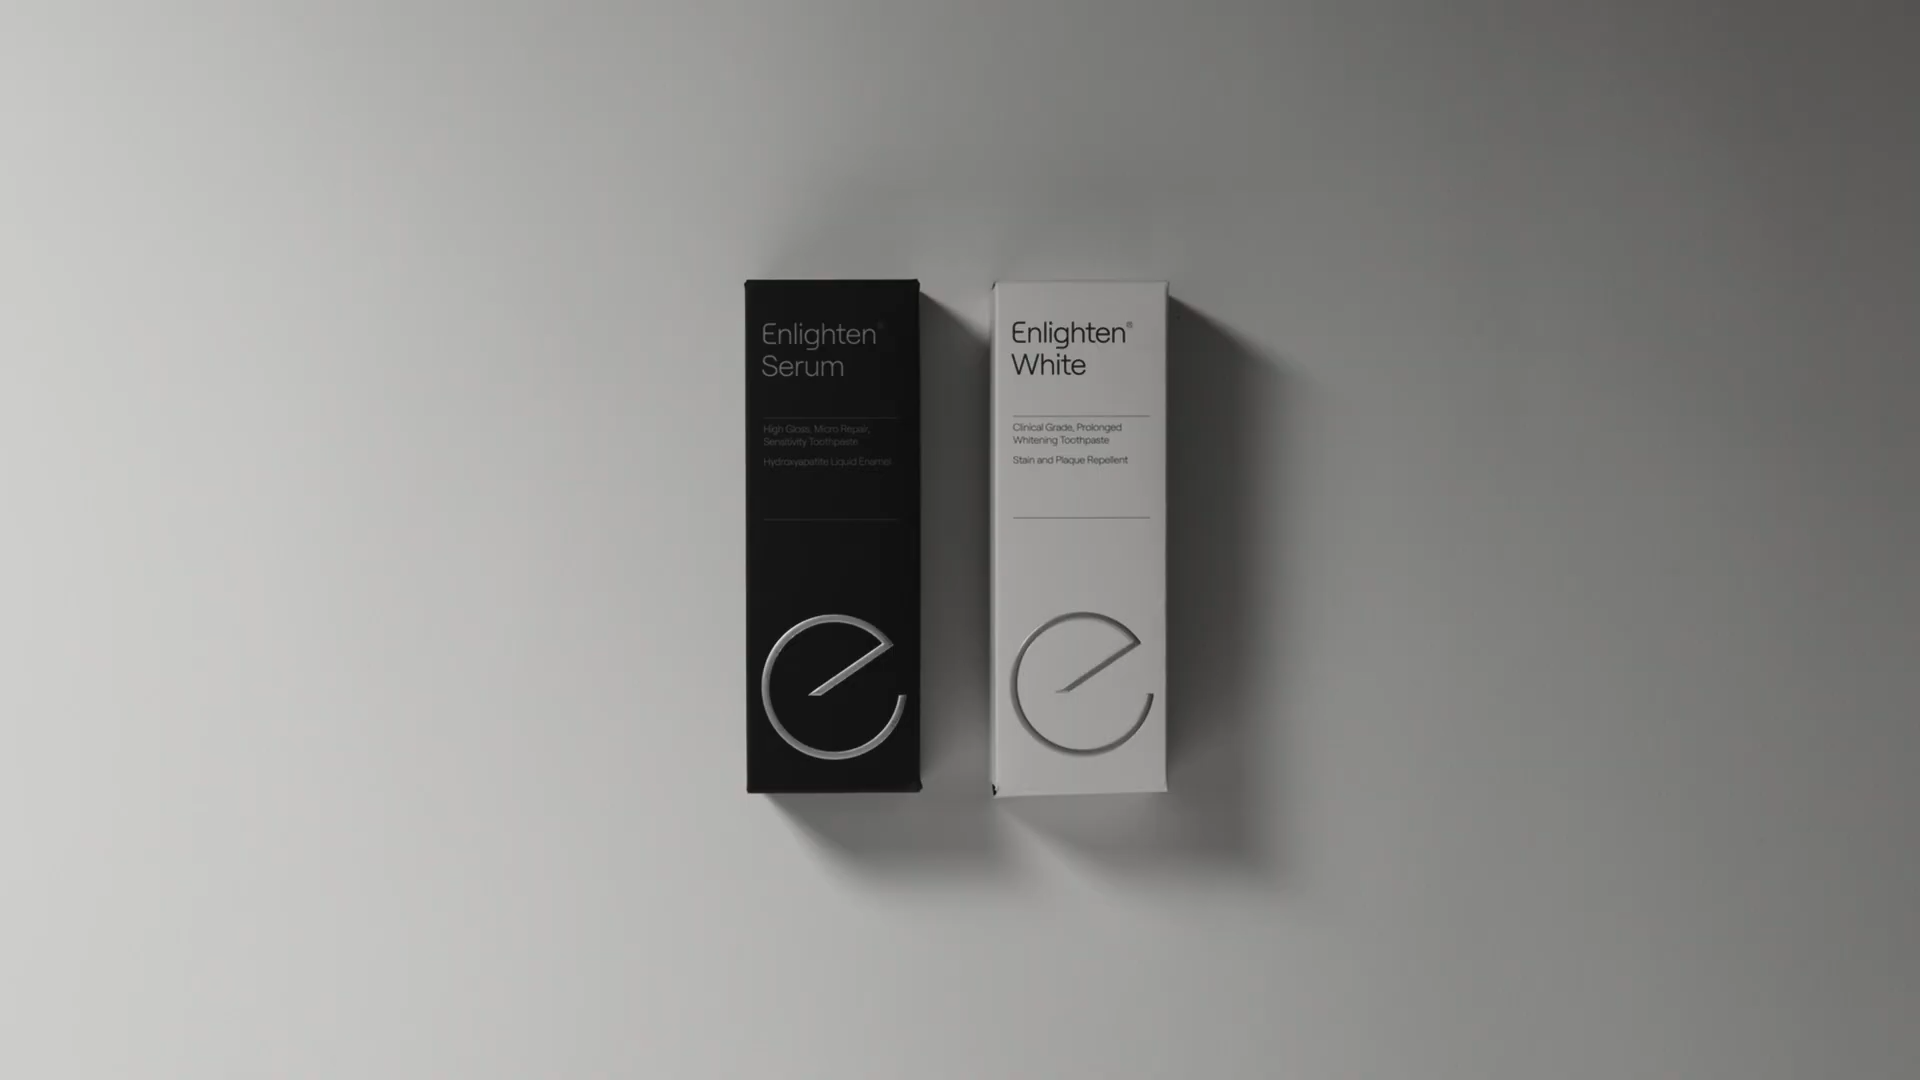 Enlighten®
Serum
High Gloss, Micro Repair,
Sensitivity Toothpaste
Hydroxyapatite Liquid Enamel
Enlighten®
White
Clinical Grade, Prolonged
Whitening Toothpaste
Stain and Plaque Repellent
e
e